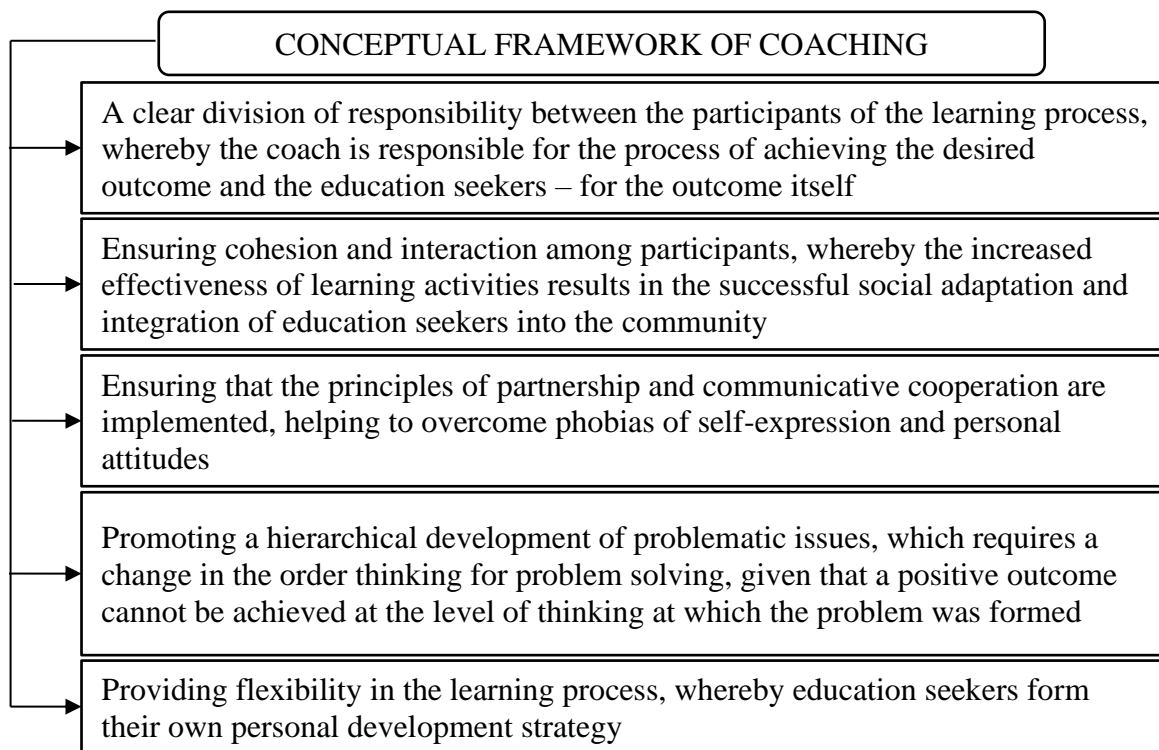 CONCEPTUAL FRAMEWORK OF COACHING
A clear division of responsibility between the participants of the learning process,
whereby the coach is responsible for the process of achieving the desired
outcome and the education seekers – for the outcome itself
Ensuring cohesion and interaction among participants, whereby the increased
effectiveness of learning activities results in the successful social adaptation and
integration of education seekers into the community
Ensuring that the principles of partnership and communicative cooperation are
implemented, helping to overcome phobias of self-expression and personal
attitudes
Promoting a hierarchical development of problematic issues, which requires a
change in the order thinking for problem solving, given that a positive outcome
cannot be achieved at the level of thinking at which the problem was formed
Providing flexibility in the learning process, whereby education seekers form
their own personal development strategy